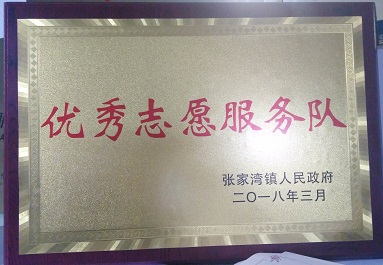 优秀志愿服务队
张家湾镇人民政府
二〇一八年三月